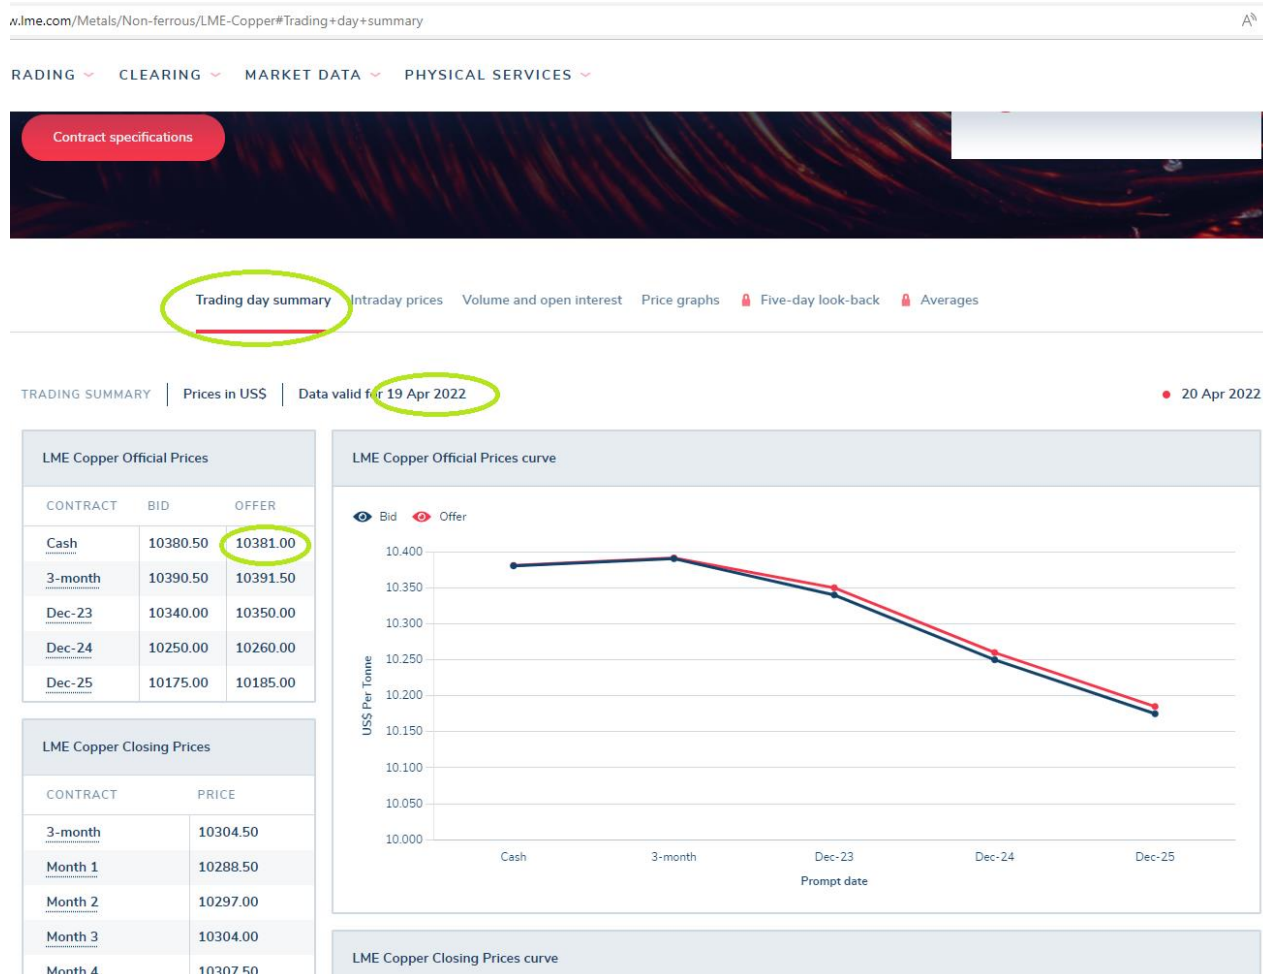 w.lme.com/Metals/Non-ferrous/LME-Copper#Trading+day+summary
RADING CLEARING MARKET DATA PHYSICAL SERVICES
Contract specifications
Trading day summary Intraday prices Volume and open interest Price graphs Five-day look-back Averages
TRADING SUMMARY Prices in US$ Data valid for 19 Apr 2022 20 Apr 2022
LME Copper Official Prices
CONTRACT BID OFFER
Cash 10380.50 10381.00
3-month 10390.50 10391.50
Dec-23 10340.00 10350.00
Dec-24 10250.00 10260.00
Dec-25 10175.00 10185.00
LME Copper Official Prices curve
Bid Offer
10.400
10.350
10.300
10.250
10.200
10.150
10.100
10.050
10.000
US$ Per Tonne
Cash 3-month Dec-23 Dec-24 Dec-25
Prompt date
LME Copper Closing Prices
CONTRACT PRICE
3-month 10304.50
Month 1 10288.50
Month 2 10297.00
Month 3 10304.00
Month 4 10307.50
LME Copper Closing Prices curve